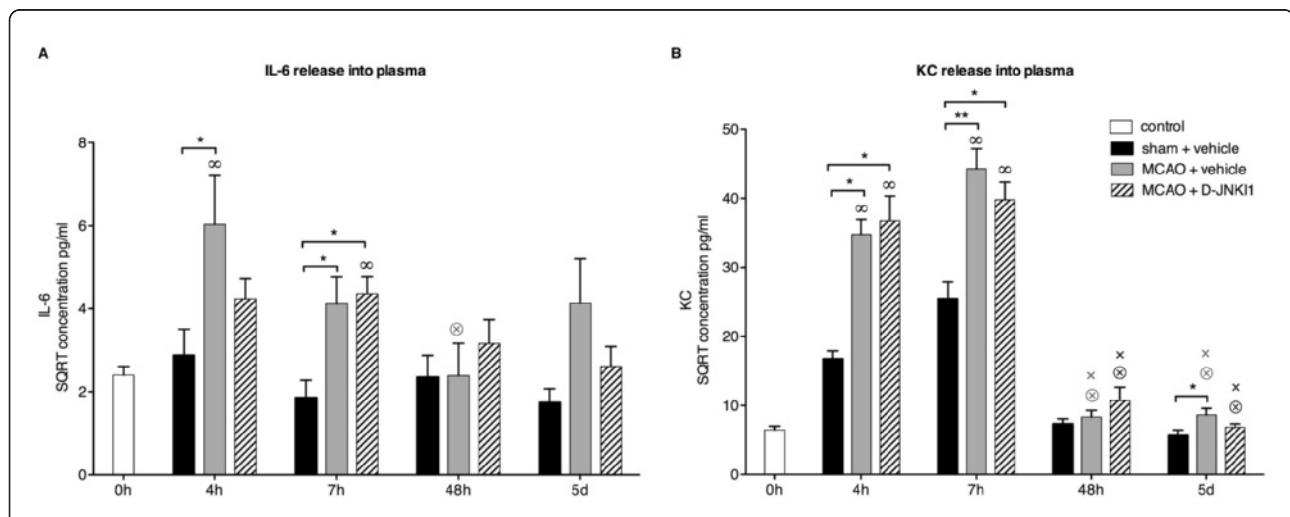 A
IL-6 release into plasma
IL-6
SQRT concentration pg/ml
8
6
4
2
0
*
∞
*
*
∞
⊗
0h
4h
7h
48h
5d
B
KC release into plasma
KC
SQRT concentration pg/ml
50
40
30
20
10
0
*
*
∞
∞
*
**
∞
∞
×
⊗
×
⊗
*
×
⊗
×
⊗
0h
4h
7h
48h
5d
control
sham + vehicle
MCAO + vehicle
MCAO + D-JNKI1